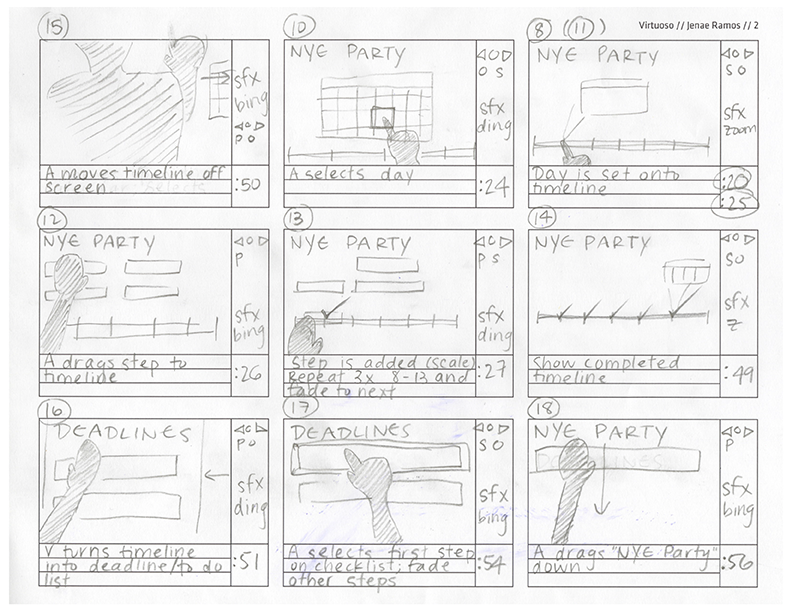 Virtuoso // Jenae Ramos // 2
15
sfx
bing
◁O▷
PO
A moves timeline off
screen
:50
10
NYE PARTY
◁O▷
O S
sfx
ding
A selects day
:24
8 (11)
NYE PARTY
◁O▷
SO
sfx
zoom
Day is set onto
timeline
:20
:25
12
NYE PARTY
◁O▷
P
sfx
bing
A drags step to
timeline
:26
13
NYE PARTY
◁O▷
PS
sfx
ding
Step is added (scale)
Repeat 3x 8-13 and
fade to next
:27
14
NYE PARTY
◁O▷
SO
sfx
z
Show completed
timeline
:49
16
DEADLINES
◁O▷
PO
sfx
ding
V turns timeline
into deadline/to do
list
:51
17
DEADLINES
◁O▷
SO
sfx
bing
A selects first step
on checklist; fade
other steps
:54
18
NYE PARTY
DEADLINES
◁O▷
P
sfx
bing
A drags "NYE Party"
down
:56